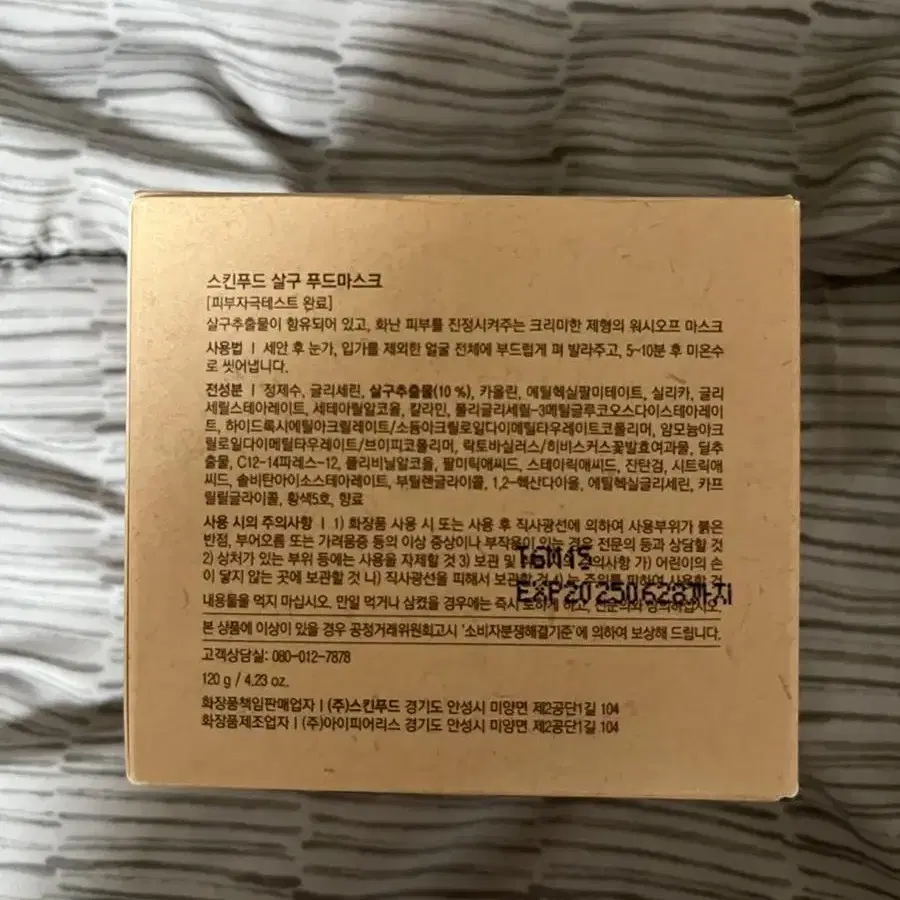 스킨푸드 살구 푸드마스크
[피부자극테스트 완료]
살구추출물이 함유되어 있고, 화난 피부를 진정시켜주는 크리미한 제형의 워시오프 마스크
사용법 | 세안 후 눈가, 입가를 제외한 얼굴 전체에 부드럽게 펴 발라주고, 5-10분 후 미온수
로 씻어냅니다.
전성분 | 정제수, 글리세린, 살구추출물(10 %), 카올린, 에틸헥실팔미테이트, 실리카, 글리
세릴스테아레이트, 세테아릴알코올, 칼라민, 폴리글리세릴-3메틸글루코오스다이스테아레이
트, 하이드록시에틸아크릴레이트/소듐아크릴로일다이메틸타우레이트코폴리머, 암모늄아크
릴로일다이메틸타우레이트/브이피코폴리머, 락토바실러스/히비스커스꽃발효여과물, 딜추
출물, C12-14파레스-12, 폴리비닐알코올, 팔미틱애씨드, 스테아릭애씨드, 잔탄검, 시트릭애
씨드, 솔비탄아이소스테아레이트, 부틸렌글라이콜, 1,2-헥산다이올, 에틸헥실글리세린, 카프
릴릴글라이콜, 황색5호, 향료
사용 시의 주의사항 | 1) 화장품 사용 시 또는 사용 후 직사광선에 의하여 사용부위가 붉은
반점, 부어오름 또는 가려움증 등의 이상 증상이나 부작용이 있는 경우 전문의 등과 상담할 것
2) 상처가 있는 부위 등에는 사용을 자제할 것 3) 보관 및 주의사항 가) 어린이의 손
이 닿지 않는 곳에 보관할 것 나) 직사광선을 피해서 보관할 것
T6M15
EXP20250628까지
내용물을 먹지 마십시오. 만일 먹거나 삼켰을 경우에는 즉시 토하게 하고, 전문의와 상의하십시오.
본 상품에 이상이 있을 경우 공정거래위원회고시 '소비자분쟁해결기준'에 의하여 보상해 드립니다.
고객상담실: 080-012-7878
120 g / 4.23 oz.
화장품책임판매업자 | (주)스킨푸드 경기도 안성시 미양면 제2공단1길 104
화장품제조업자 | (주)아이피어리스 경기도 안성시 미양면 제2공단1길 104